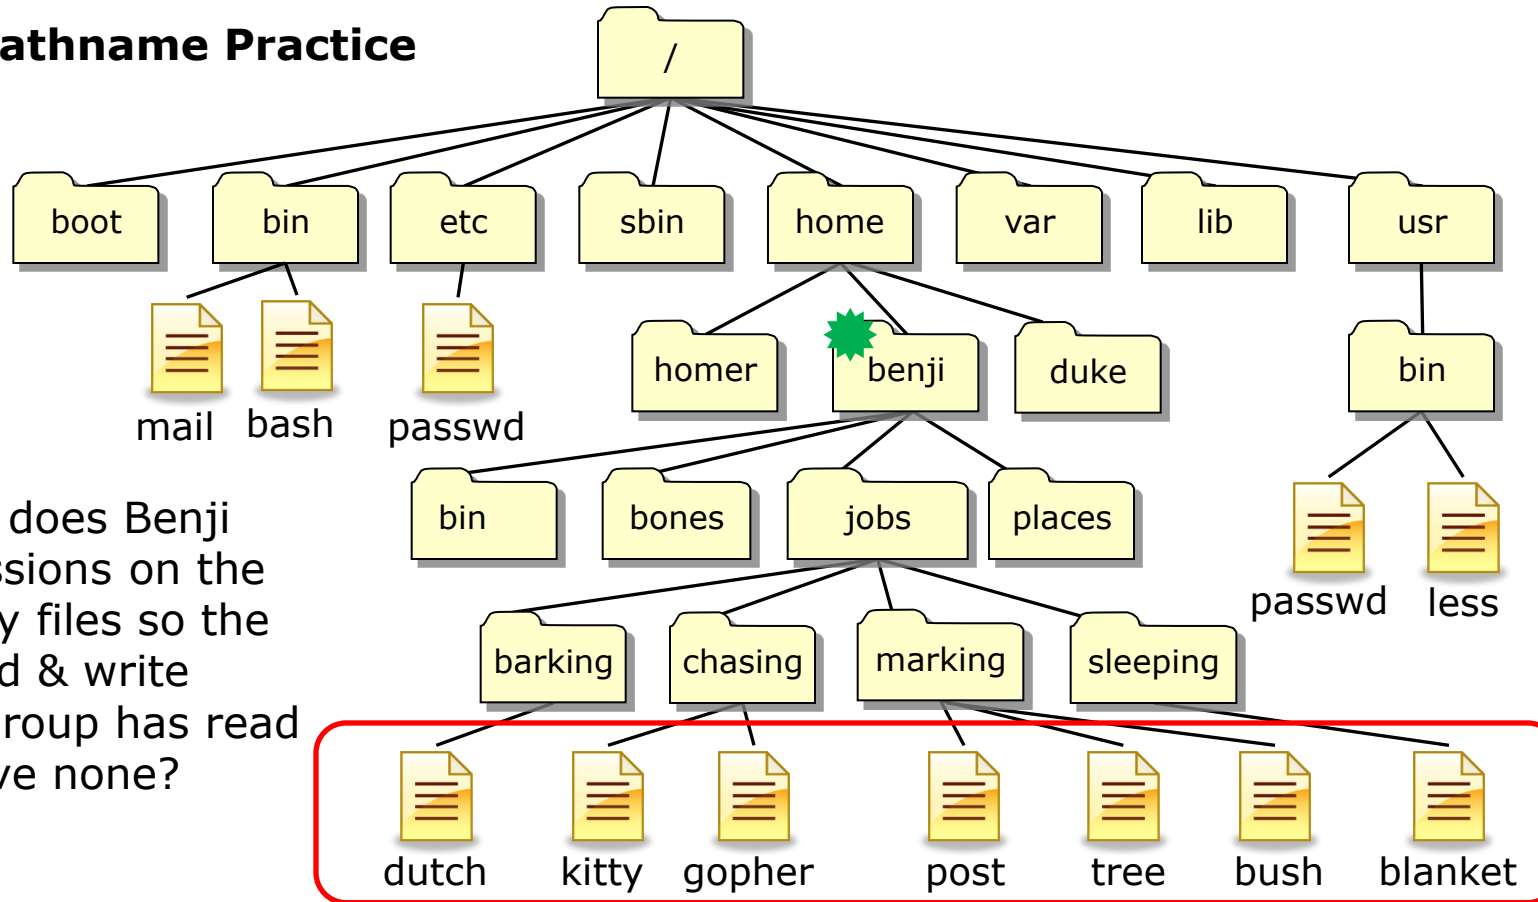 athname Practice
/
boot bin etc sbin home var lib usr
mail bash passwd
homer benji duke bin
bin bones jobs places
passwd less
does Benji
ssions on the
y files so the
d & write
roup has read
ve none?
barking chasing marking sleeping
dutch kitty gopher post tree bush blanket